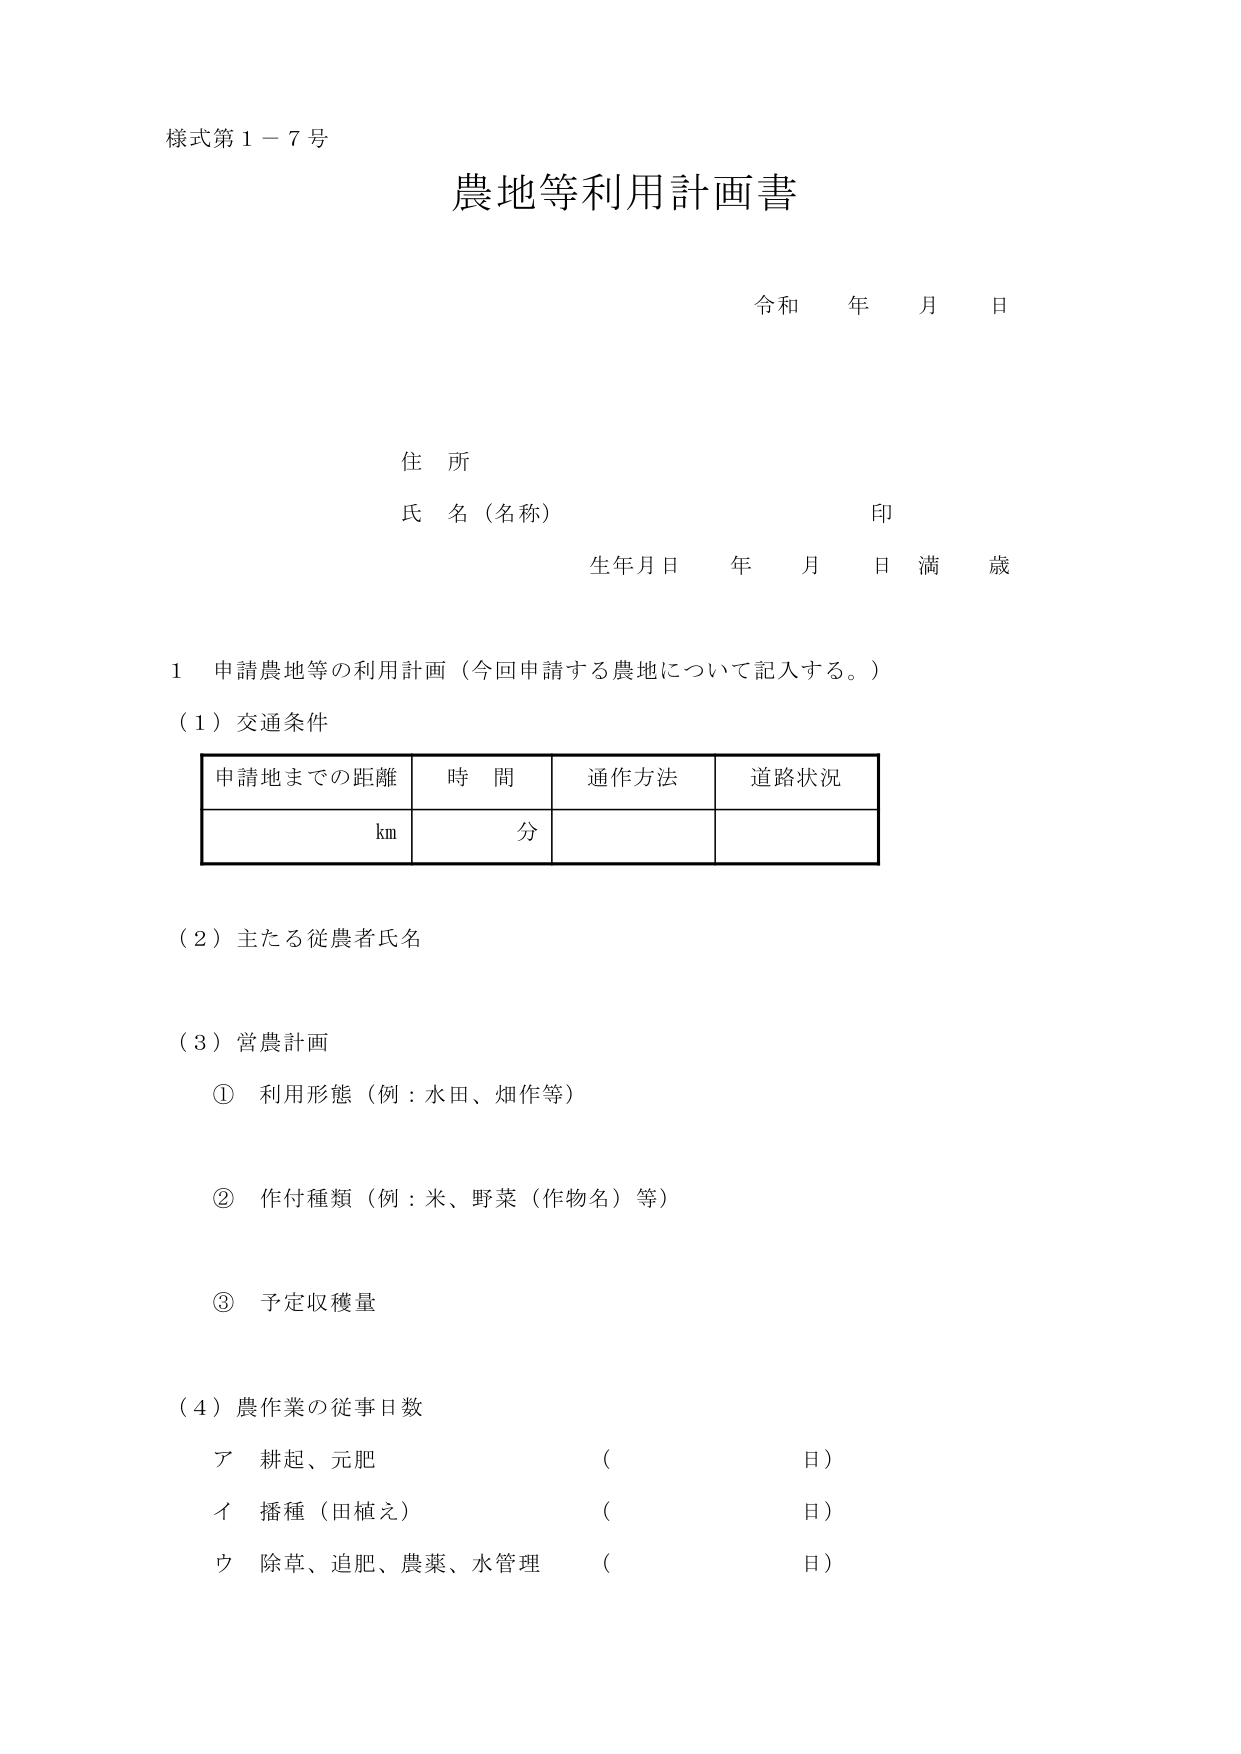 様式第１－７号
農地等利用計画書
令和　　年　　月　　日
住　所
氏　名（名称）　　　　　　　　　　　　　　印
生年月日　　年　　月　　日　満　　歳
１　申請農地等の利用計画（今回申請する農地について記入する。）
（１）交通条件
申請地までの距離　時　間　通作方法　道路状況
㎞　分
（２）主たる従農者氏名
（３）営農計画
①　利用形態（例：水田、畑作等）
②　作付種類（例：米、野菜（作物名）等）
③　予定収穫量
（４）農作業の従事日数
ア　耕起、元肥　　　　　　　　　　（　　　　　　　　日）
イ　播種（田植え）　　　　　　　　（　　　　　　　　日）
ウ　除草、追肥、農薬、水管理　　　（　　　　　　　　日）